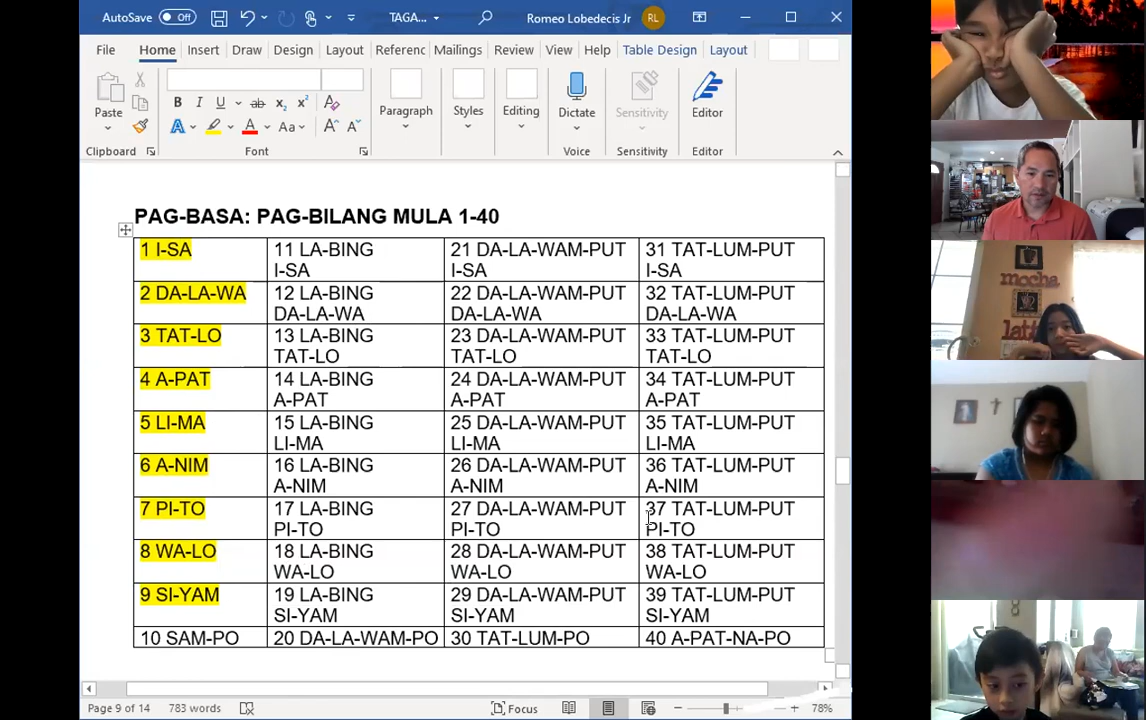 AutoSave Off TAGA... Romeo Lobedecis Jr RL
File Home Insert Draw Design Layout Referenc Mailings Review View Help Table Design Layout
Paste
B I U ab x₂ x² A
A A Aa A A
Paragraph
Styles
Editing
Dictate
Sensitivity
Editor
Clipboard Font Voice Sensitivity Editor
PAG-BASA: PAG-BILANG MULA 1-40
1 I-SA
11 LA-BING
I-SA
21 DA-LA-WAM-PUT
I-SA
31 TAT-LUM-PUT
I-SA
2 DA-LA-WA
12 LA-BING
DA-LA-WA
22 DA-LA-WAM-PUT
DA-LA-WA
32 TAT-LUM-PUT
DA-LA-WA
3 TAT-LO
13 LA-BING
TAT-LO
23 DA-LA-WAM-PUT
TAT-LO
33 TAT-LUM-PUT
TAT-LO
4 A-PAT
14 LA-BING
A-PAT
24 DA-LA-WAM-PUT
A-PAT
34 TAT-LUM-PUT
A-PAT
5 LI-MA
15 LA-BING
LI-MA
25 DA-LA-WAM-PUT
LI-MA
35 TAT-LUM-PUT
LI-MA
6 A-NIM
16 LA-BING
A-NIM
26 DA-LA-WAM-PUT
A-NIM
36 TAT-LUM-PUT
A-NIM
7 PI-TO
17 LA-BING
PI-TO
27 DA-LA-WAM-PUT
PI-TO
37 TAT-LUM-PUT
PI-TO
8 WA-LO
18 LA-BING
WA-LO
28 DA-LA-WAM-PUT
WA-LO
38 TAT-LUM-PUT
WA-LO
9 SI-YAM
19 LA-BING
SI-YAM
29 DA-LA-WAM-PUT
SI-YAM
39 TAT-LUM-PUT
SI-YAM
10 SAM-PO
20 DA-LA-WAM-PO
30 TAT-LUM-PO
40 A-PAT-NA-PO
Page 9 of 14 783 words Focus 78%
mocha
latt